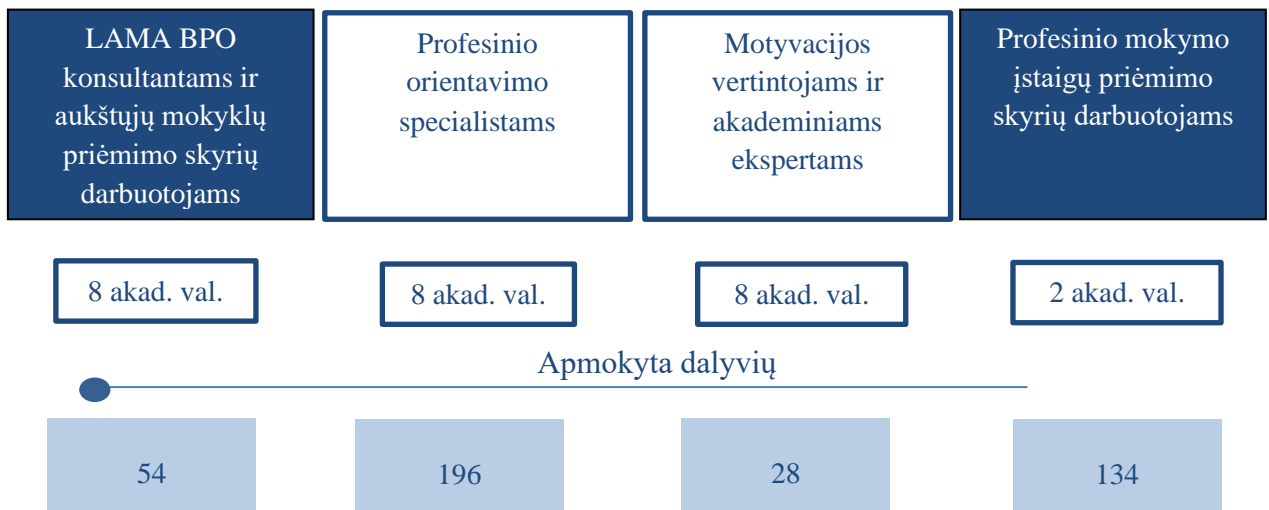 LAMA BPO
konsultantams ir
aukštųjų mokyklų
priėmimo skyrių
darbuotojams
Profesinio
orientavimo
specialistams
Motyvacijos
vertintojams ir
akademiniams
ekspertams
Profesinio mokymo
įstaigų priėmimo
skyrių darbuotojams
8 akad. val.
8 akad. val.
8 akad. val.
2 akad. val.
Apmokyta dalyvių
54
196
28
134